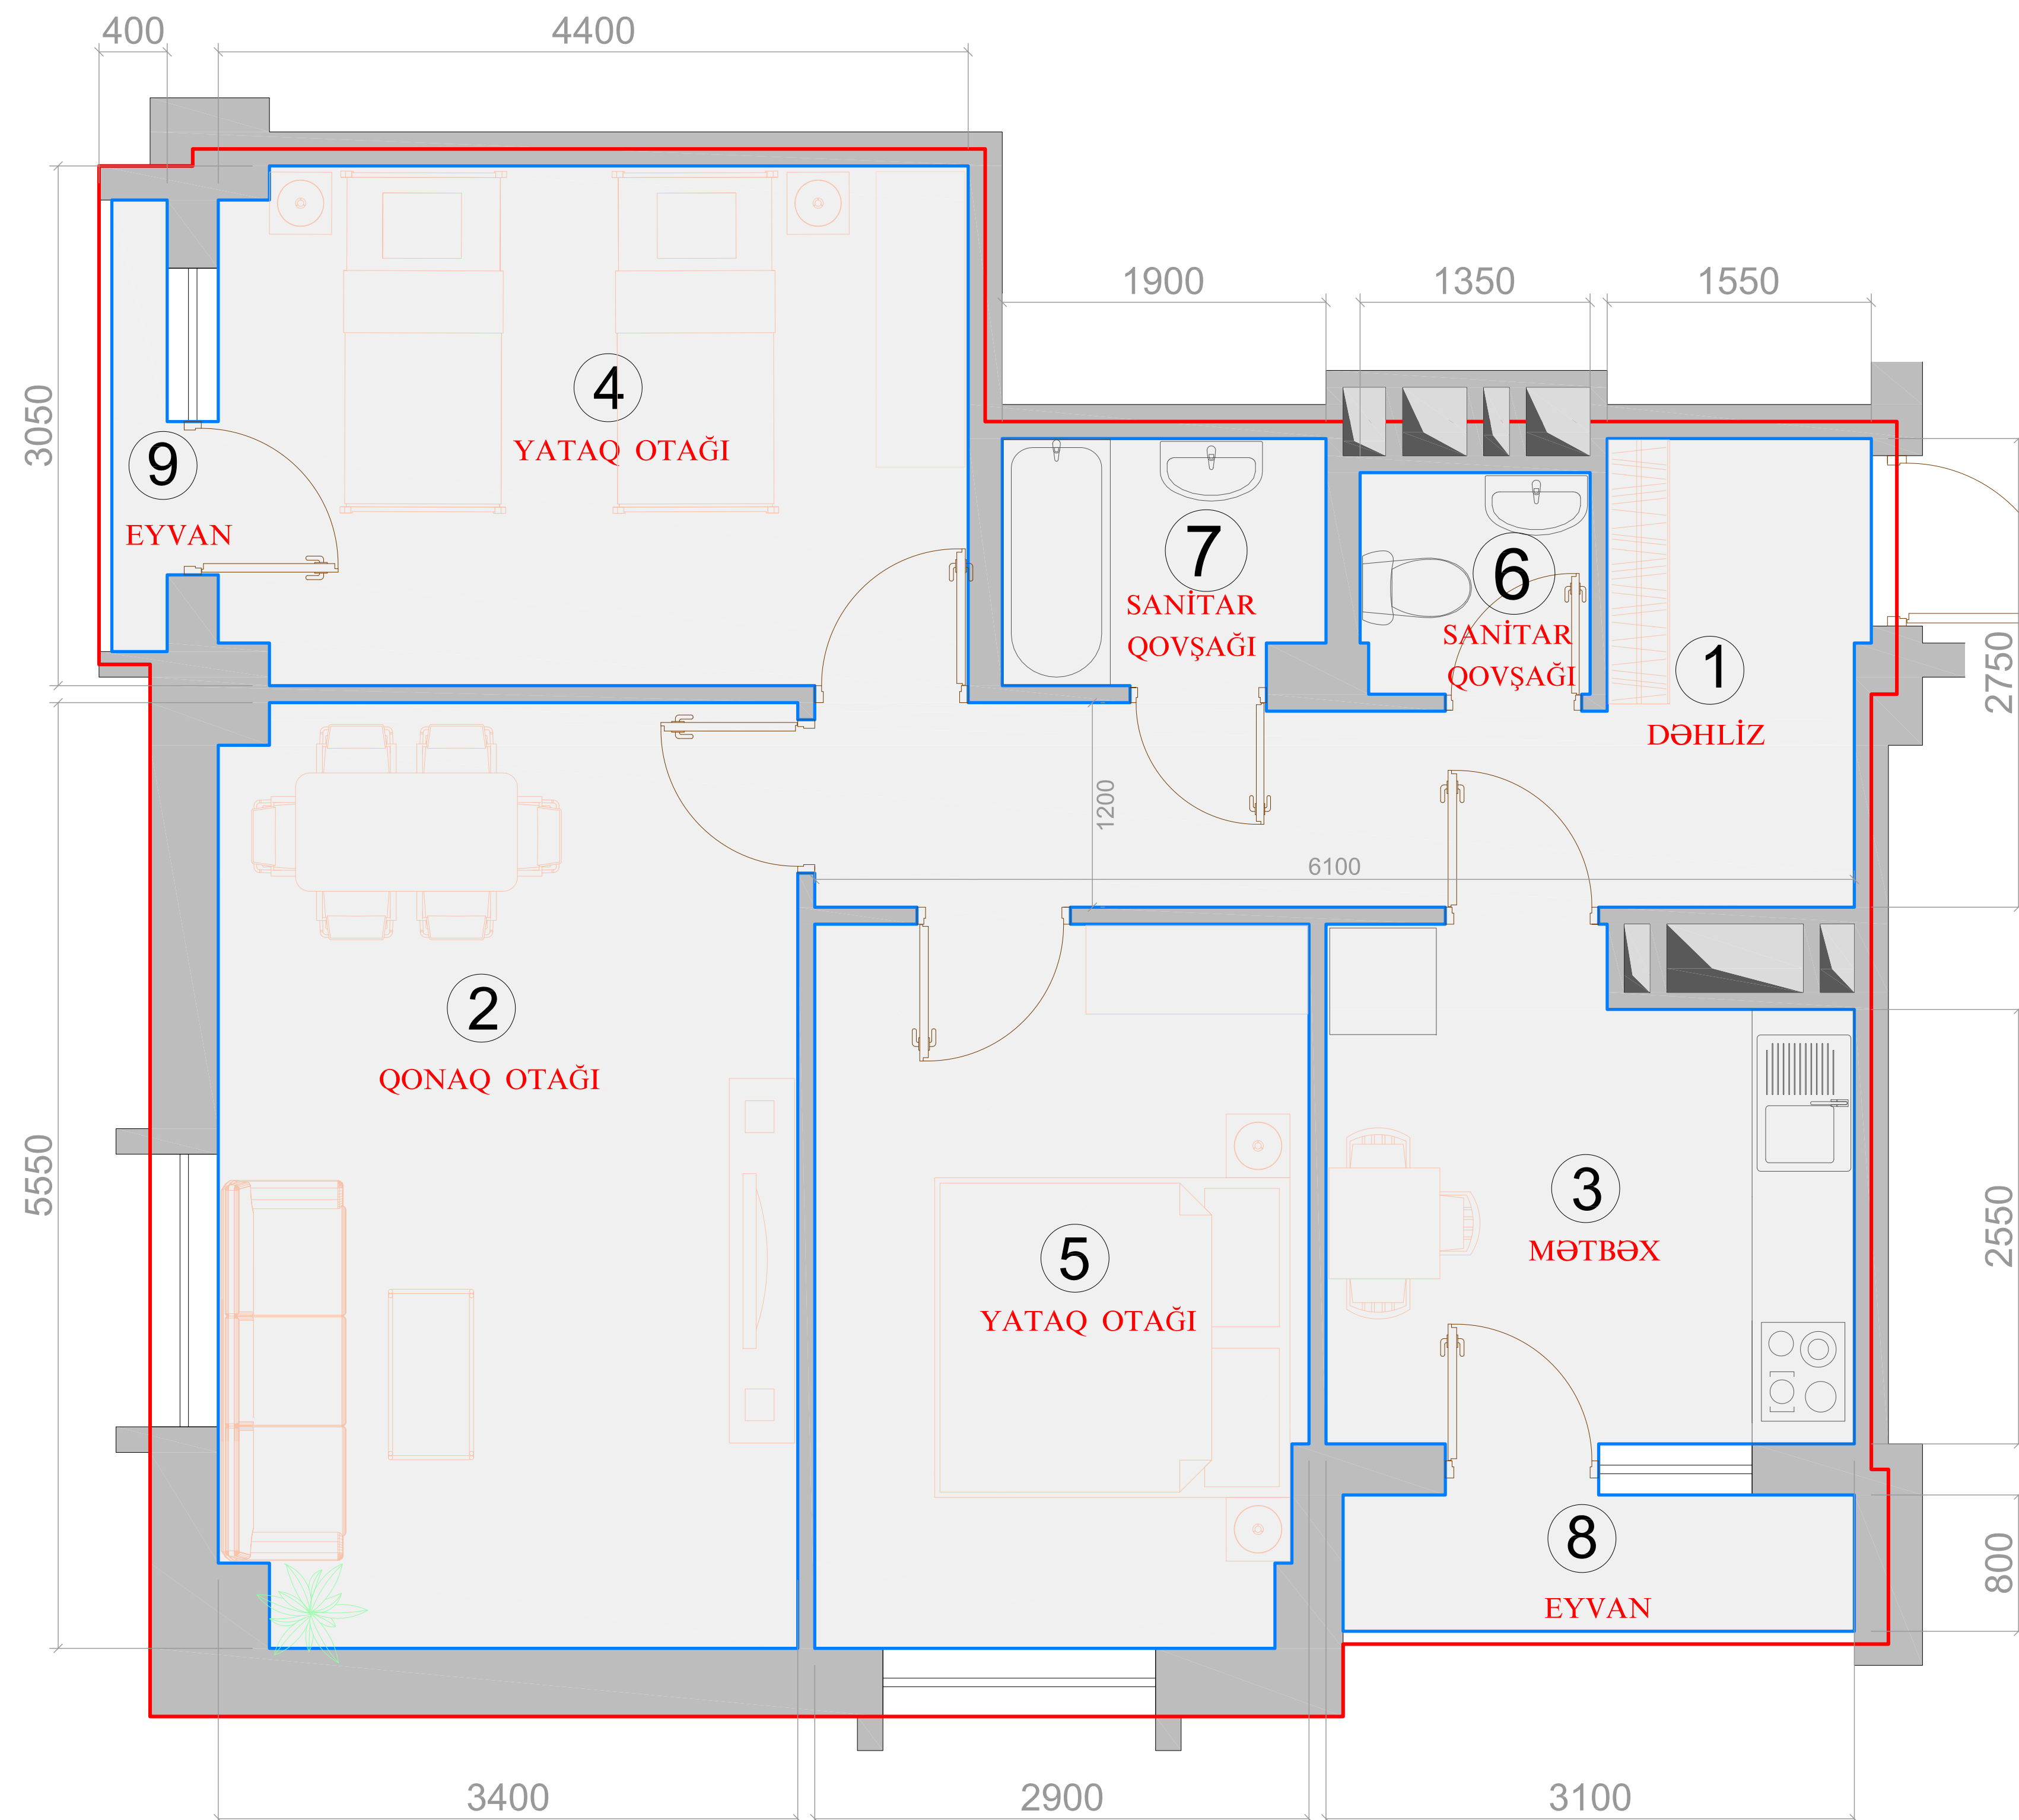 400
4400
1900
1350
1550
3050
4
YATAQ OTAĞI
9
EYVAN
7
SANİTAR
QOVŞAĞI
6
SANİTAR
QOVŞAĞI
1
DƏHLİZ
2750
1200
6100
2
QONAQ OTAĞI
5550
5
YATAQ OTAĞI
3
MƏTBƏX
2550
8
EYVAN
800
3400
2900
3100